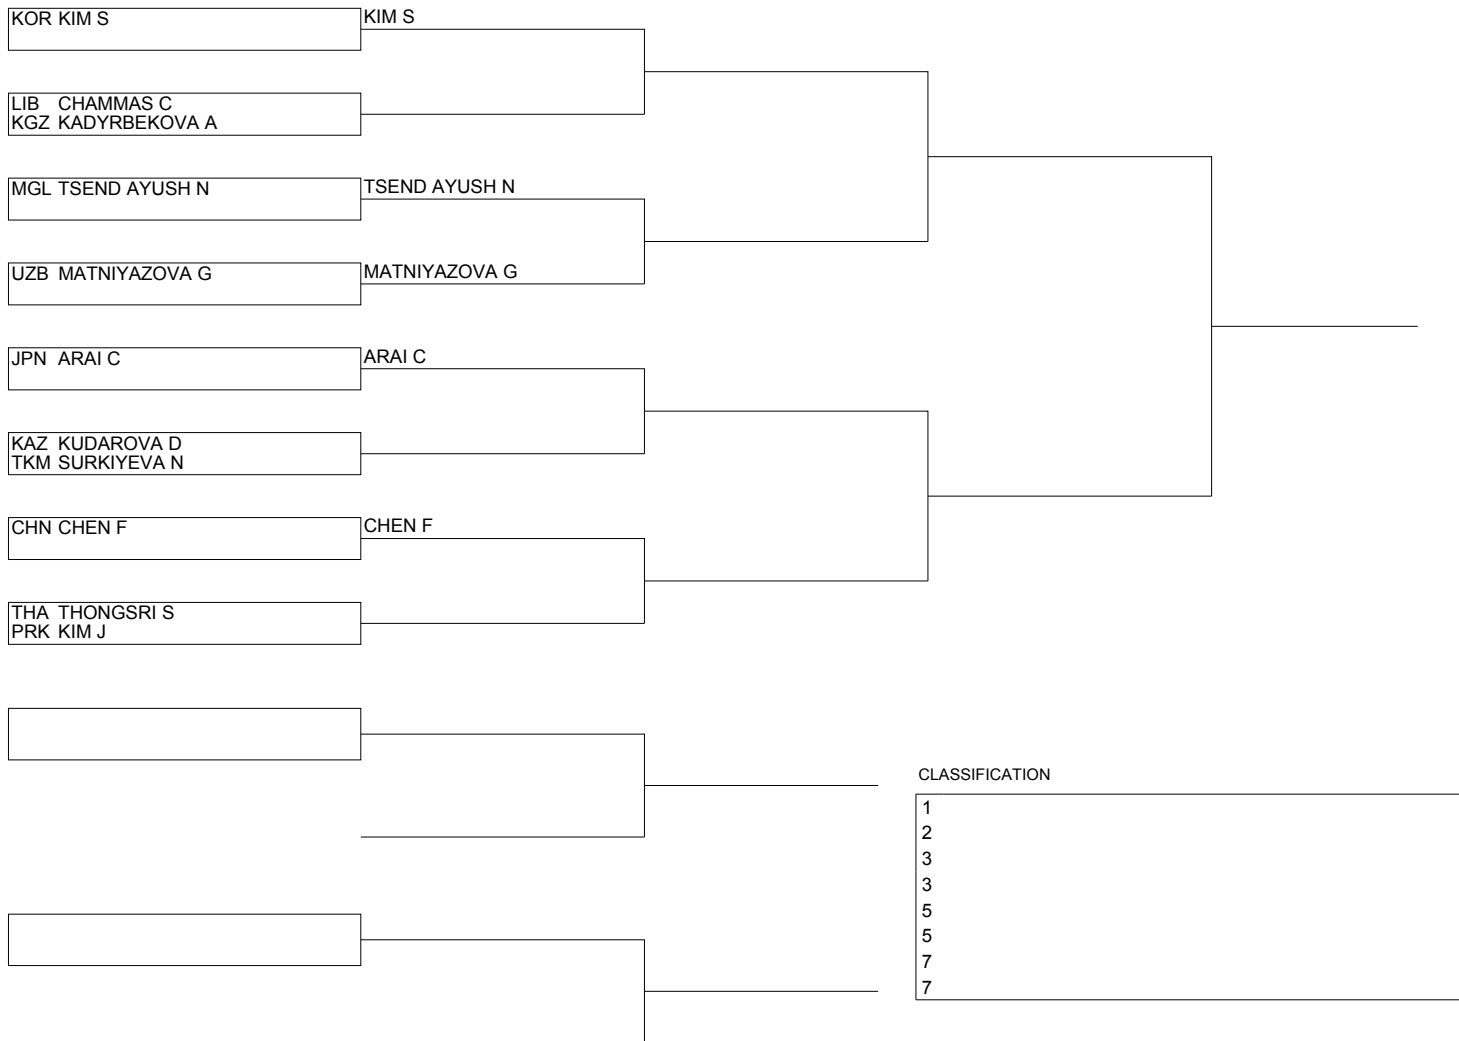 KOR KIM S
KIM S
LIB CHAMMAS C
KGZ KADYRBEKOVA A
MGL TSEND AYUSH N
TSEND AYUSH N
UZB MATNIYAZOVA G
MATNIYAZOVA G
JPN ARAI C
ARAI C
KAZ KUDAROVA D
TKM SURKIYEVA N
CHN CHEN F
CHEN F
THA THONGSRI S
PRK KIM J
CLASSIFICATION
1
2
3
3
5
5
7
7